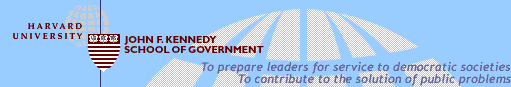 HARVARD
UNIVERSITY
JOHN F. KENNEDY
SCHOOL OF GOVERNMENT
To prepare leaders for service to democratic societies
To contribute to the solution of public problems